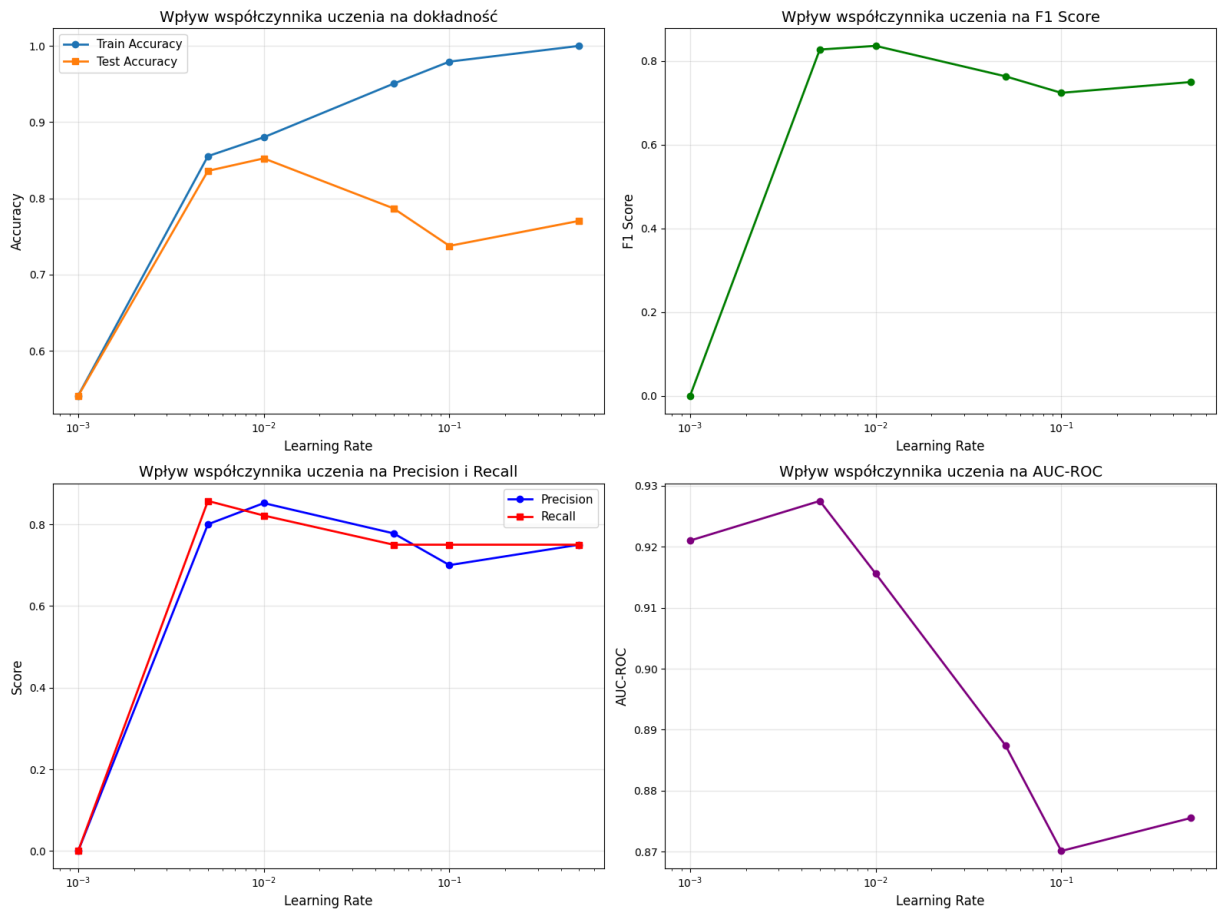 Wpływ współczynnika uczenia na dokładność
Train Accuracy
Test Accuracy
1.0
0.9
0.8
0.7
0.6
Accuracy
10⁻³
10⁻²
10⁻¹
Learning Rate
Wpływ współczynnika uczenia na F1 Score
0.8
0.6
0.4
0.2
0.0
F1 Score
10⁻³
10⁻²
10⁻¹
Learning Rate
Wpływ współczynnika uczenia na Precision i Recall
Precision
Recall
0.8
0.6
0.4
0.2
0.0
Score
10⁻³
10⁻²
10⁻¹
Learning Rate
Wpływ współczynnika uczenia na AUC-ROC
0.93
0.92
0.91
0.90
0.89
0.88
0.87
AUC-ROC
10⁻³
10⁻²
10⁻¹
Learning Rate